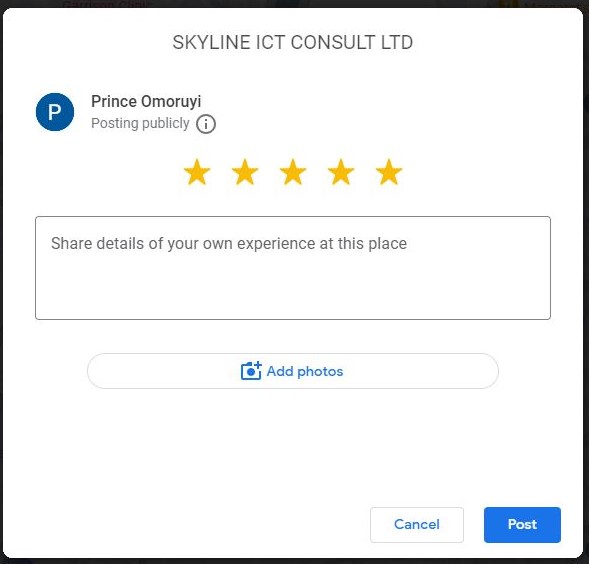 SKYLINE ICT CONSULT LTD
P
Prince Omoruyi
Posting publicly
Share details of your own experience at this place
Add photos
Cancel
Post